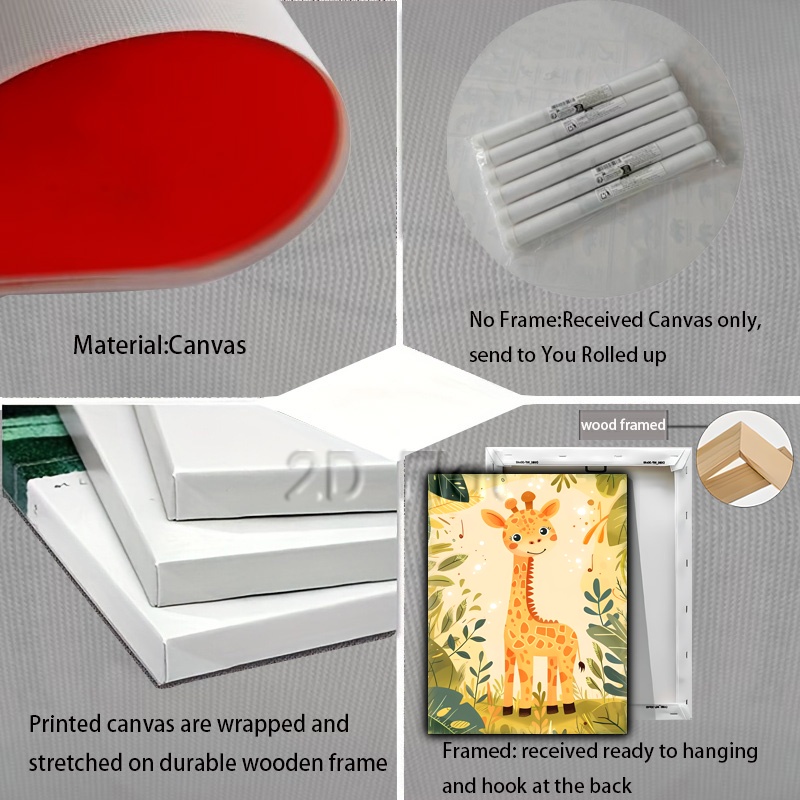 Material:Canvas
No Frame:Received Canvas only,
send to You Rolled up
wood framed
2D
Printed canvas are wrapped and
stretched on durable wooden frame
Framed: received ready to hanging
and hook at the back